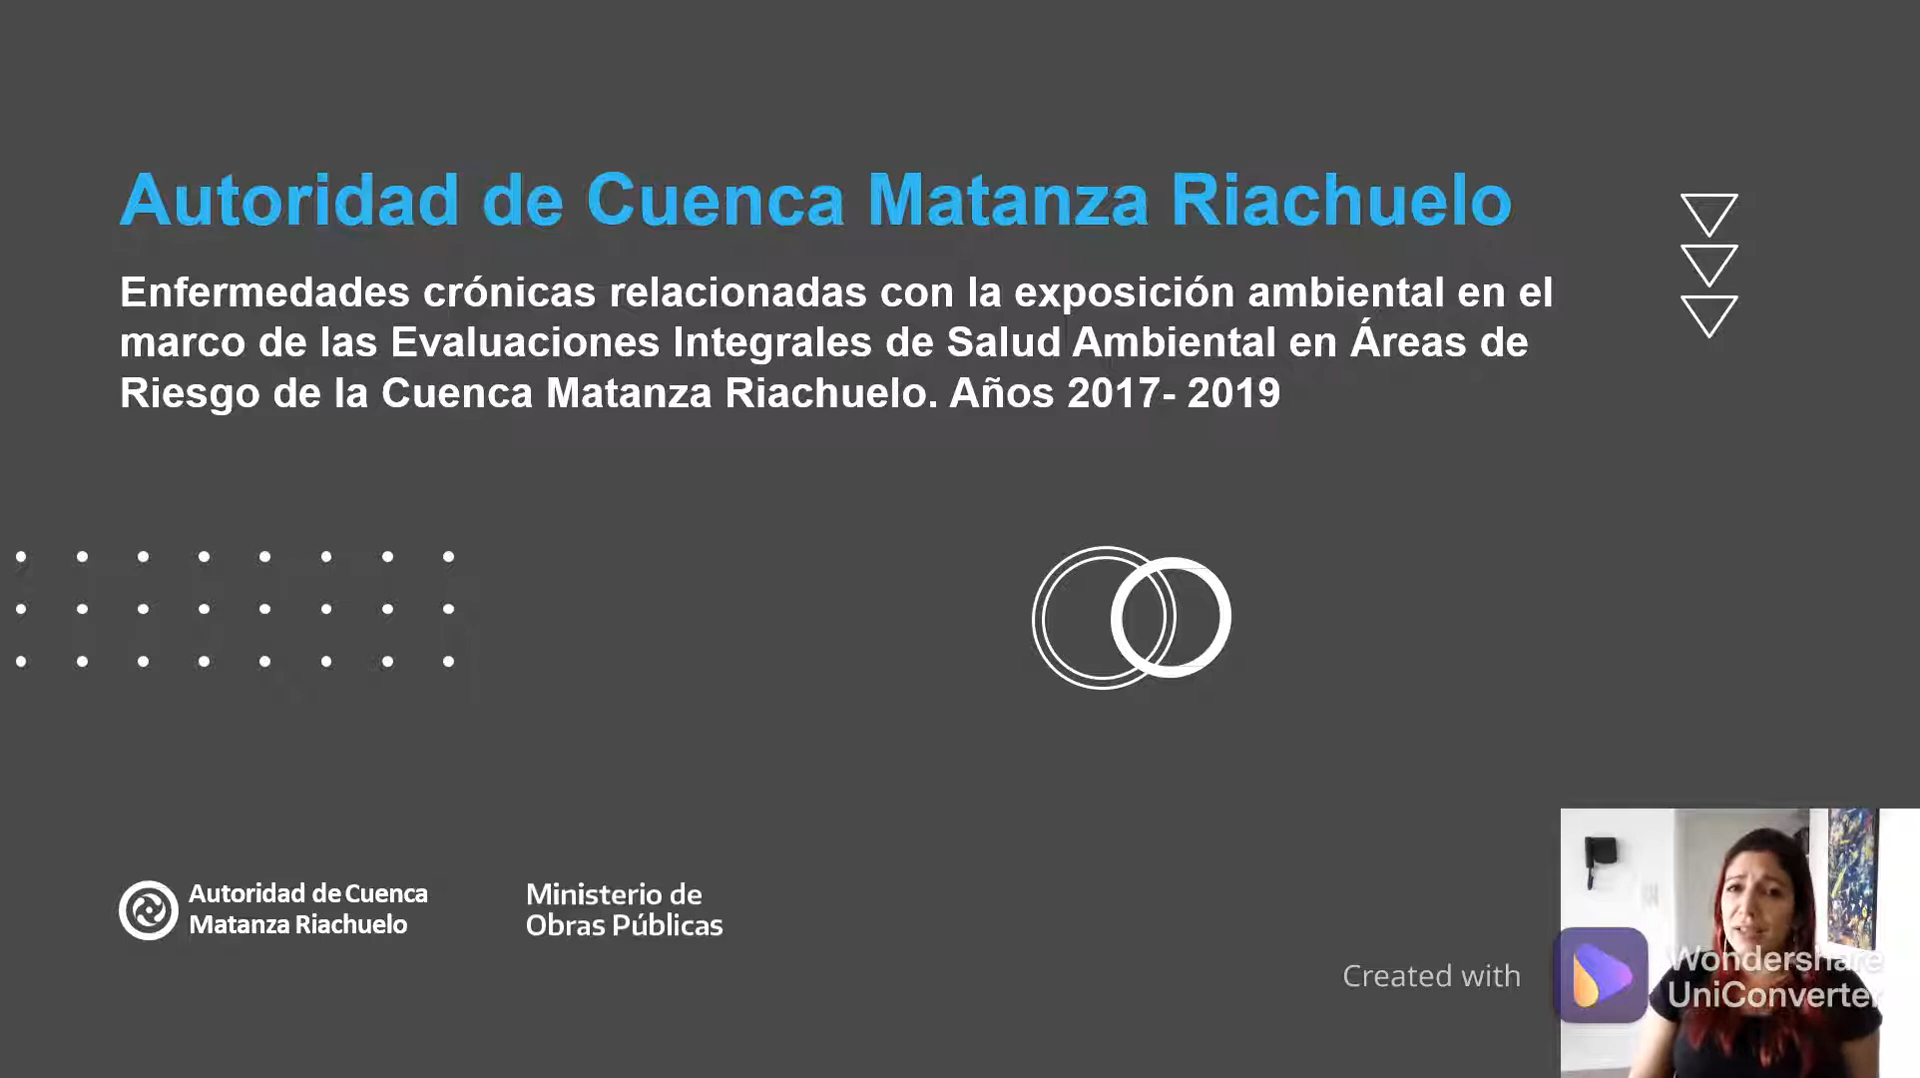 Autoridad de Cuenca Matanza Riachuelo
Enfermedades crónicas relacionadas con la exposición ambiental en el
marco de las Evaluaciones Integrales de Salud Ambiental en Áreas de
Riesgo de la Cuenca Matanza Riachuelo. Años 2017- 2019
Autoridad de Cuenca
Matanza Riachuelo
Ministerio de
Obras Públicas
Created with
Wondershare
UniConverter